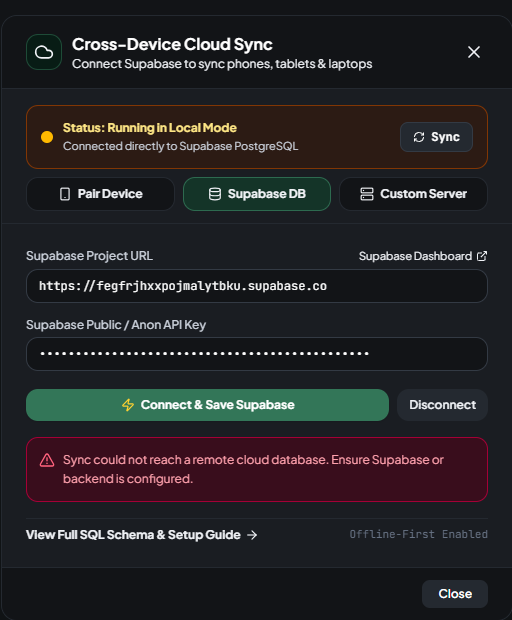 Cross-Device Cloud Sync
Connect Supabase to sync phones, tablets & laptops
Status: Running in Local Mode
Connected directly to Supabase PostgreSQL
Sync
Pair Device
Supabase DB
Custom Server
Supabase Project URL
Supabase Dashboard
https://fegfrjhxxpojmalytbku.supabase.co
Supabase Public / Anon API Key
••••••••••••••••••••••••••••••••••••••••••••••
Connect & Save Supabase
Disconnect
Sync could not reach a remote cloud database. Ensure Supabase or
backend is configured.
View Full SQL Schema & Setup Guide →
Offline-First Enabled
Close